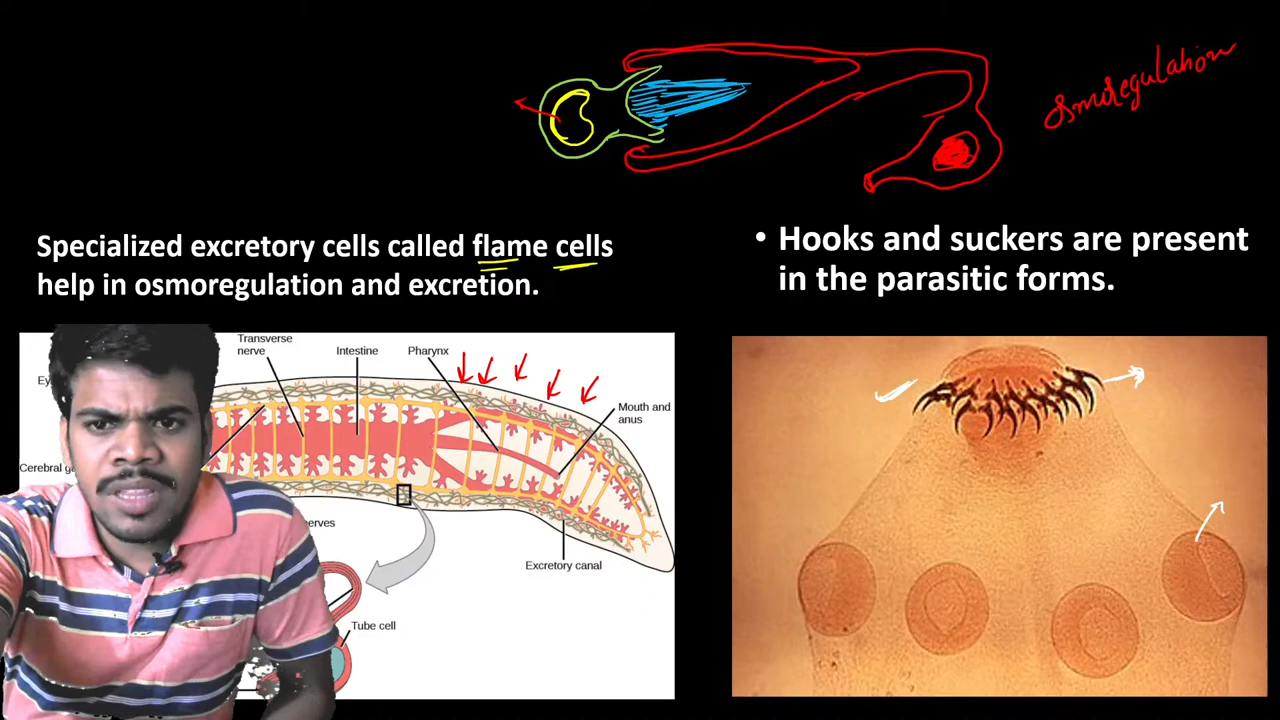 Osmoregulation
Specialized excretory cells called flame cells
help in osmoregulation and excretion.
• Hooks and suckers are present
in the parasitic forms.
Transverse
nerve
Intestine
Pharynx
Mouth and
anus
Excretory canal
Tube cell